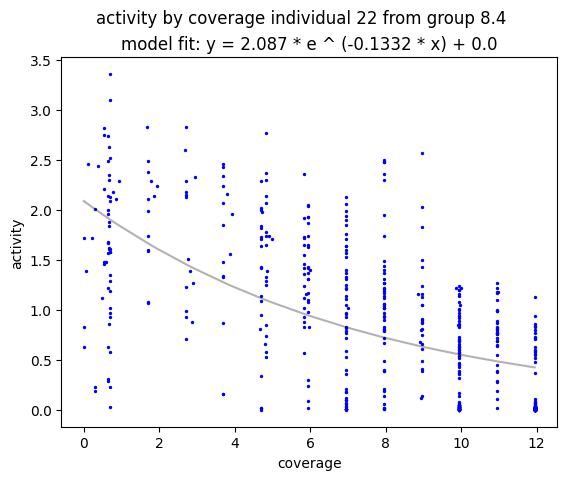 activity by coverage individual 22 from group 8.4
model fit: y = 2.087 * e ^ (-0.1332 * x) + 0.0
3.5
3.0
2.5
2.0
1.5
1.0
0.5
0.0
activity
0 2 4 6 8 10 12
coverage